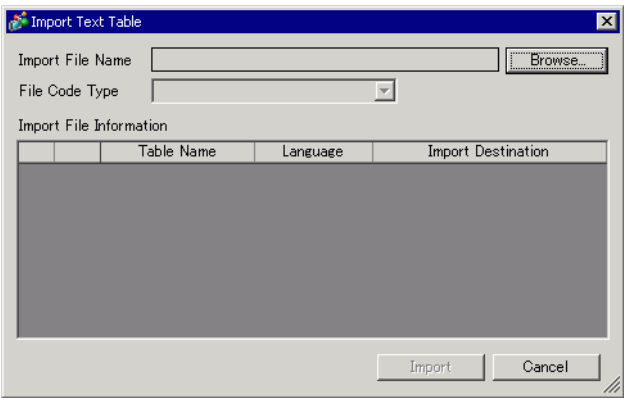 Import Text Table
Import File Name Browse...
File Code Type
Import File Information
Table Name Language Import Destination
Import Cancel